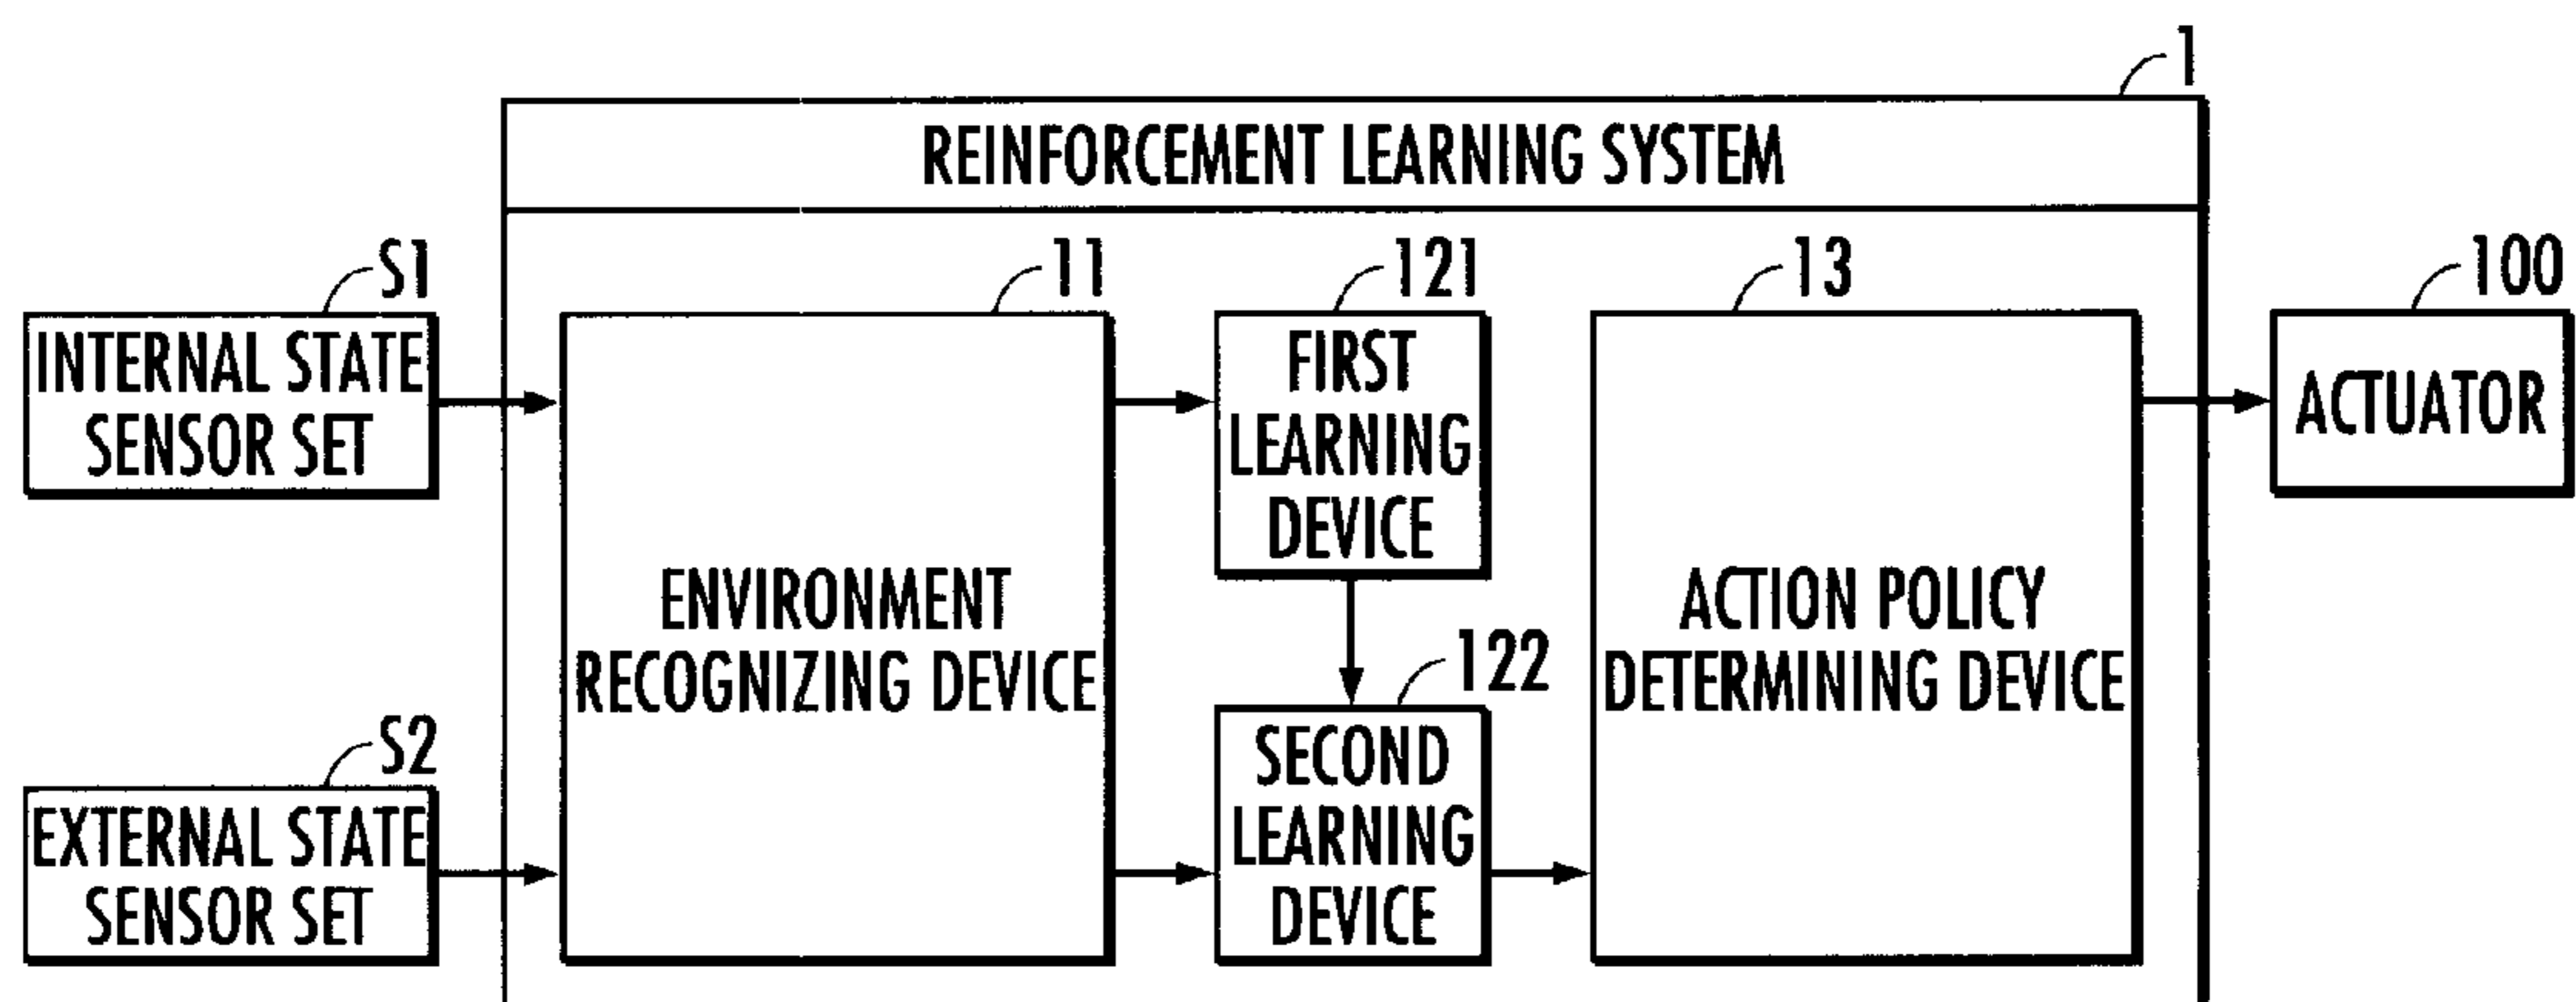 1
REINFORCEMENT LEARNING SYSTEM
S1
INTERNAL STATE
SENSOR SET
S2
EXTERNAL STATE
SENSOR SET
11
ENVIRONMENT
RECOGNIZING DEVICE
121
FIRST
LEARNING
DEVICE
122
SECOND
LEARNING
DEVICE
13
ACTION POLICY
DETERMINING DEVICE
100
ACTUATOR